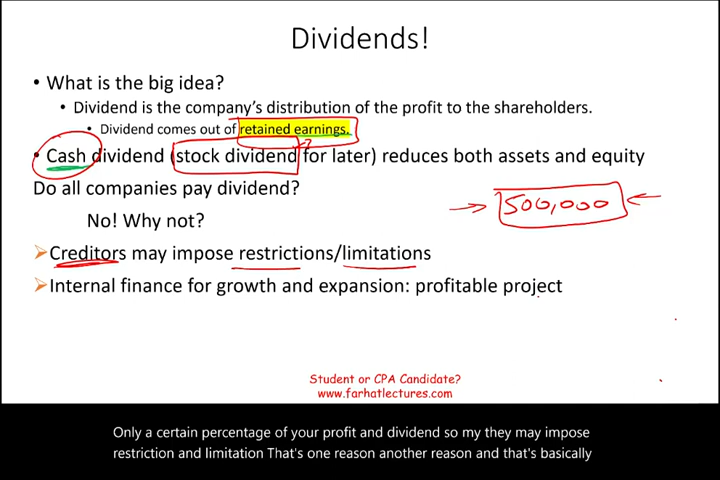 Dividends!
• What is the big idea?
• Dividend is the company's distribution of the profit to the shareholders.
• Dividend comes out of retained earnings.
• Cash dividend (stock dividend for later) reduces both assets and equity
Do all companies pay dividend?
500,000
No! Why not?
Creditors may impose restrictions/limitations
Internal finance for growth and expansion: profitable project
Student or CPA Candidate?
www.farhatlectures.com
Only a certain percentage of your profit and dividend so my they may impose
restriction and limitation That's one reason another reason and that's basically